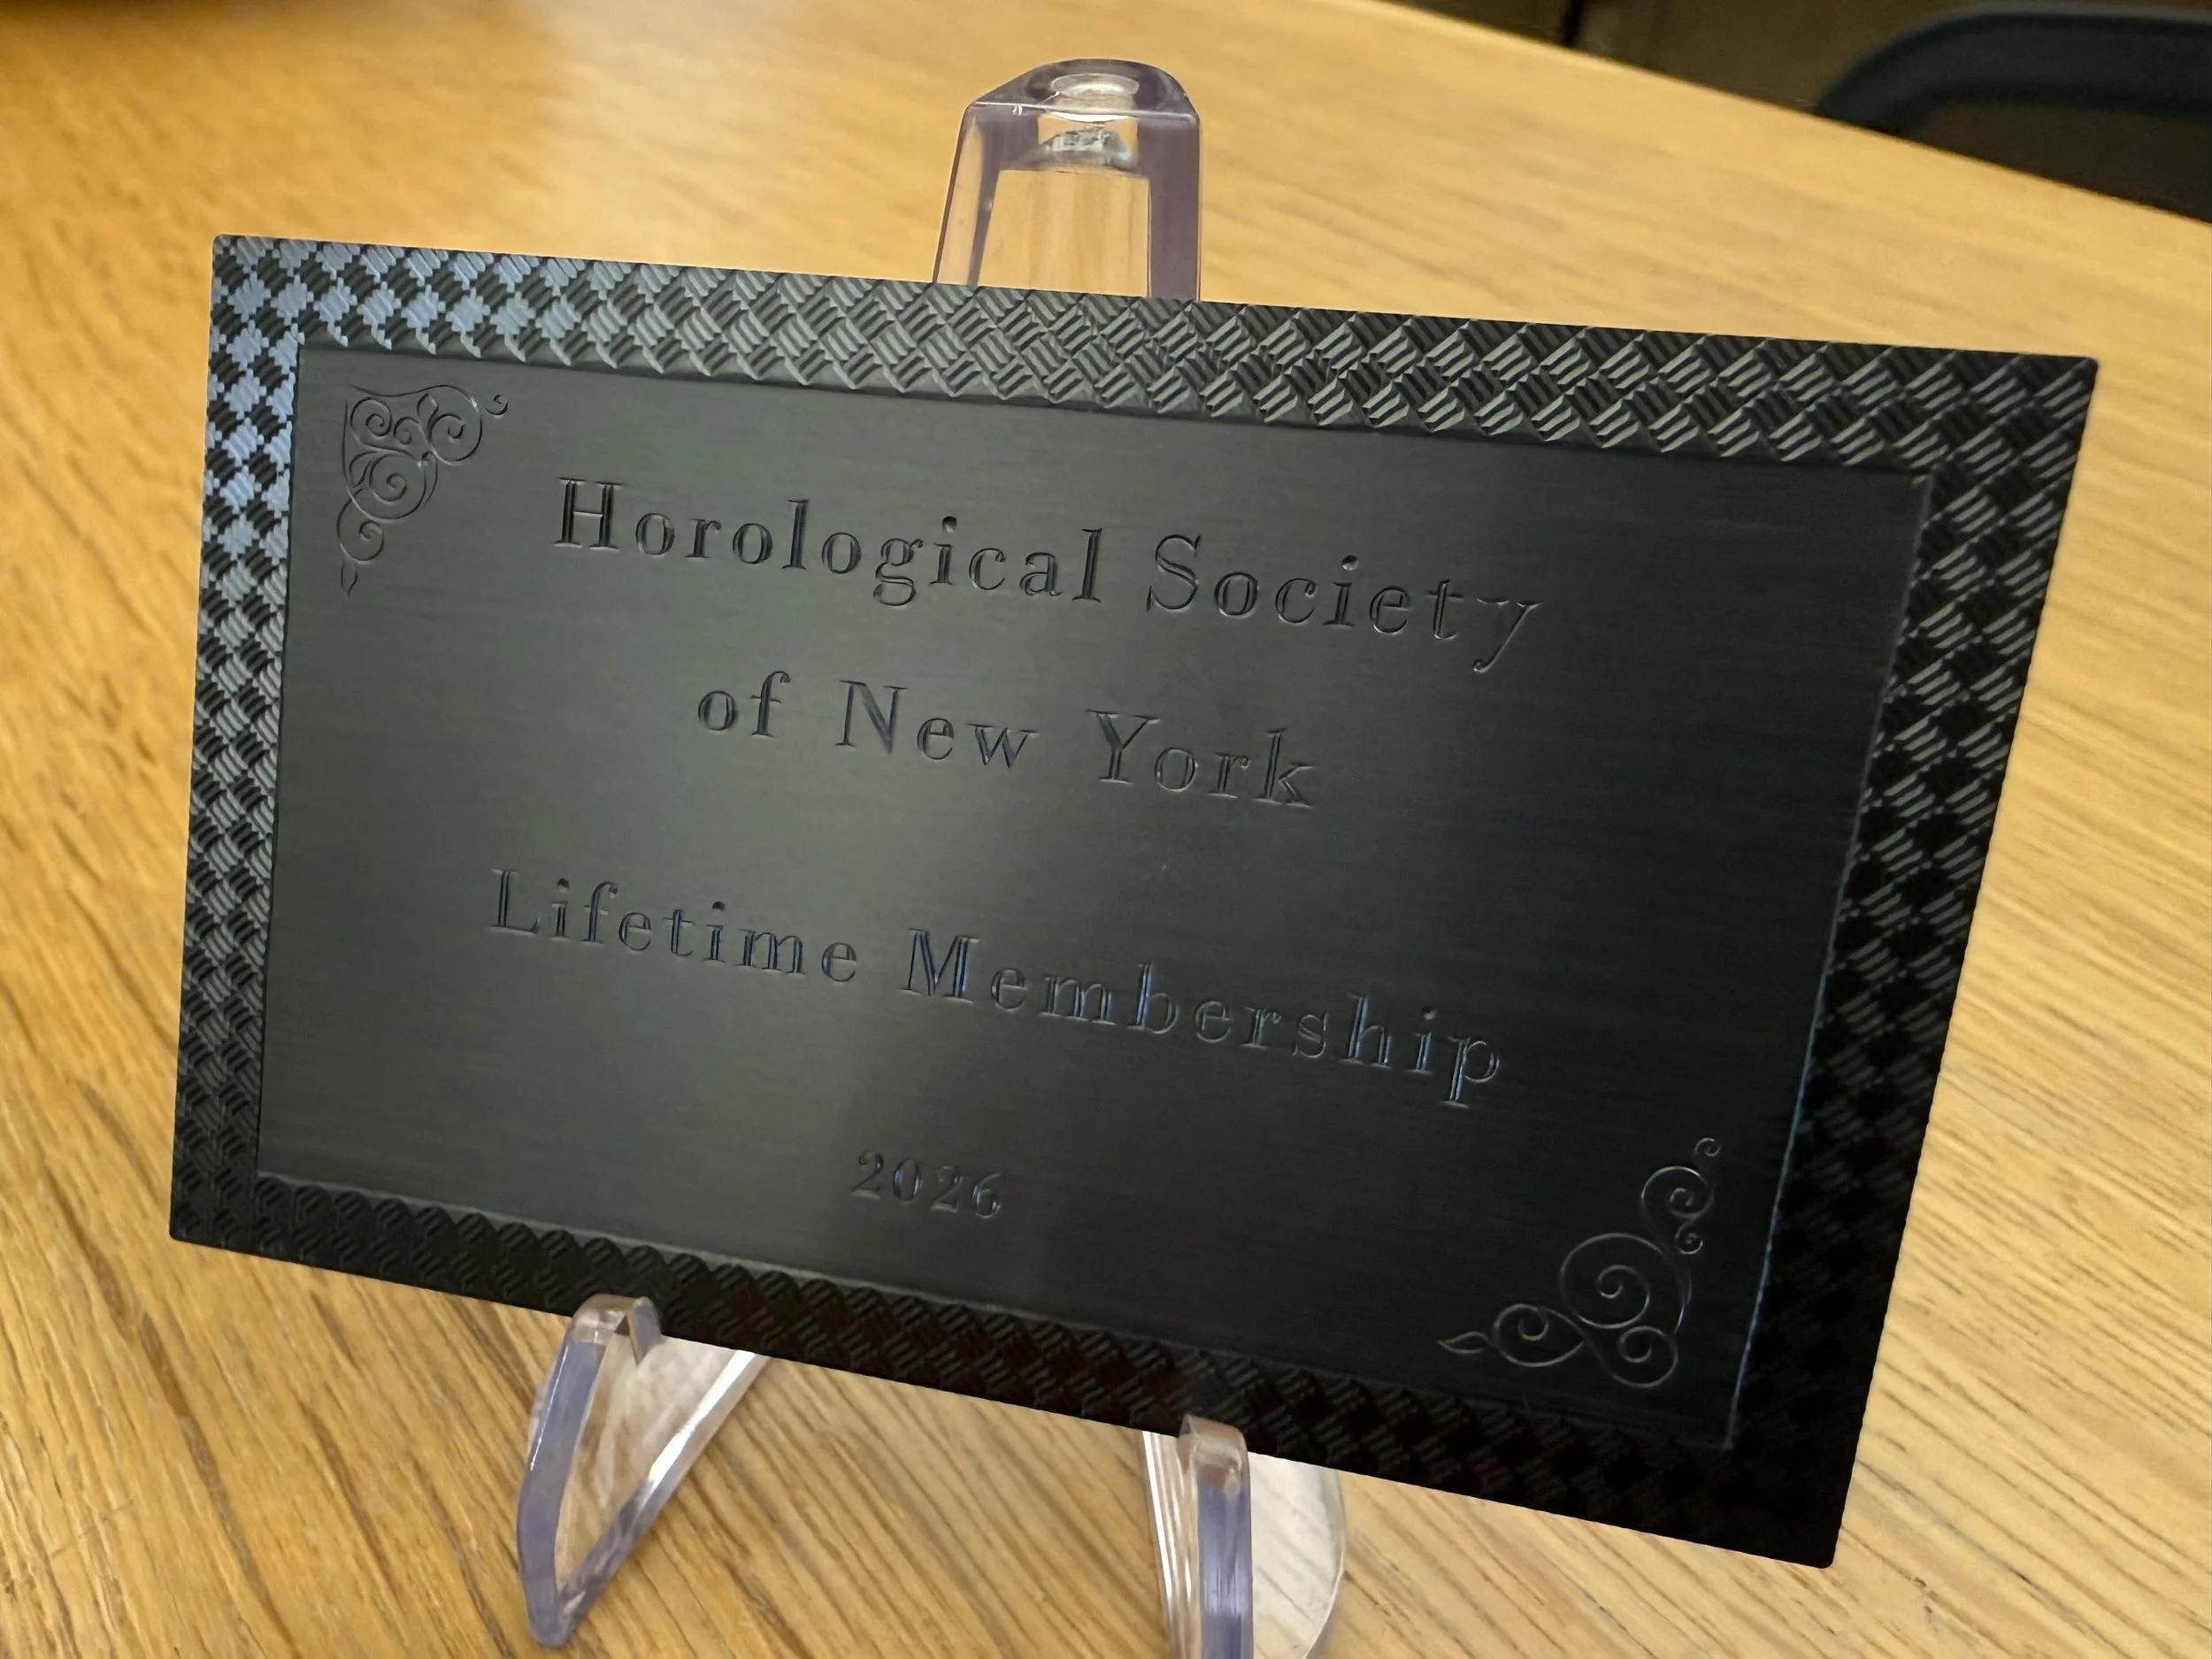 Horological Society
of New York
Lifetime Membership
2026